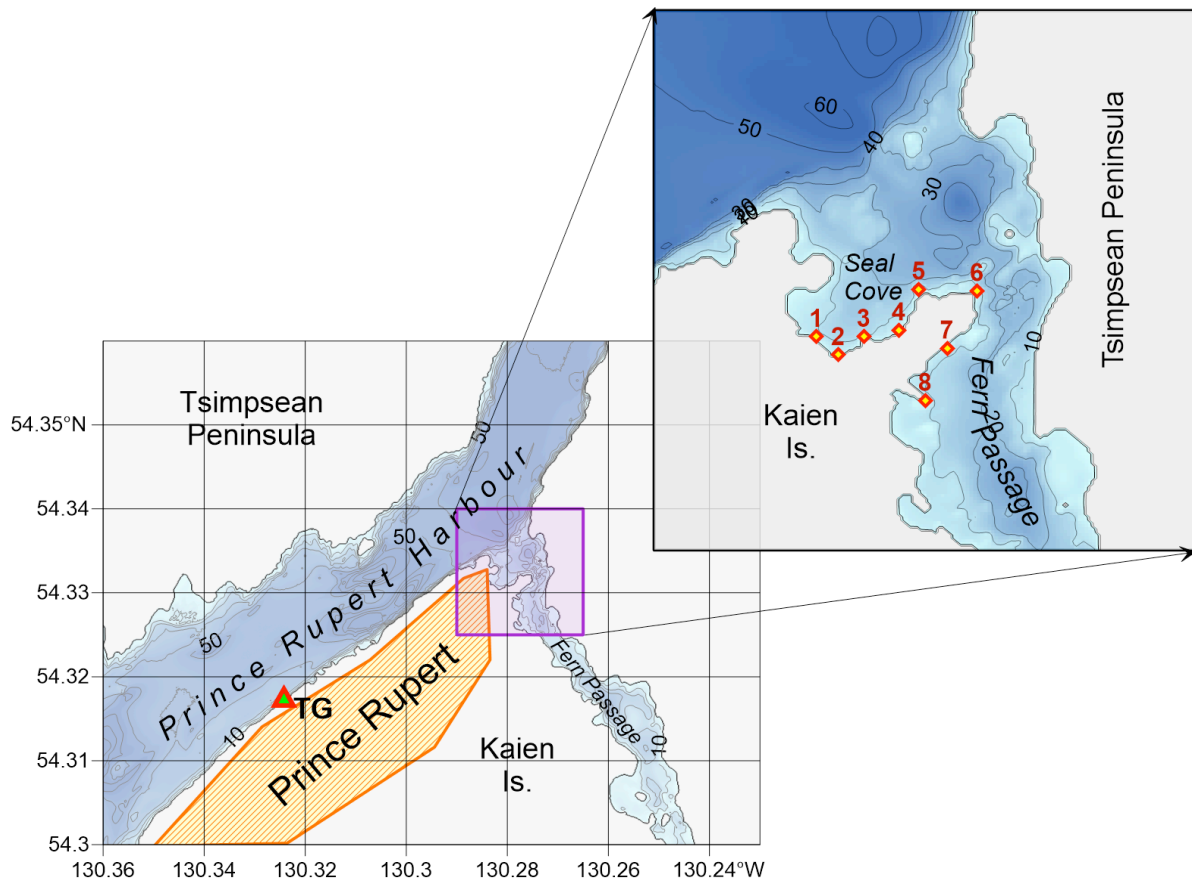 60
50
40
30
Tsimpsean Peninsula
Seal
Cove
5
6
1
2
3
4
7
8
10
20
Fern Passage
Kaien
Is.
Tsimpsean
Peninsula
50
50
50
Prince Rupert Harbour
10
TG
Prince Rupert
Fern Passage
10
Kaien
Is.
54.35°N
54.34
54.33
54.32
54.31
54.3
130.36
130.34
130.32
130.3
130.28
130.26
130.24°W